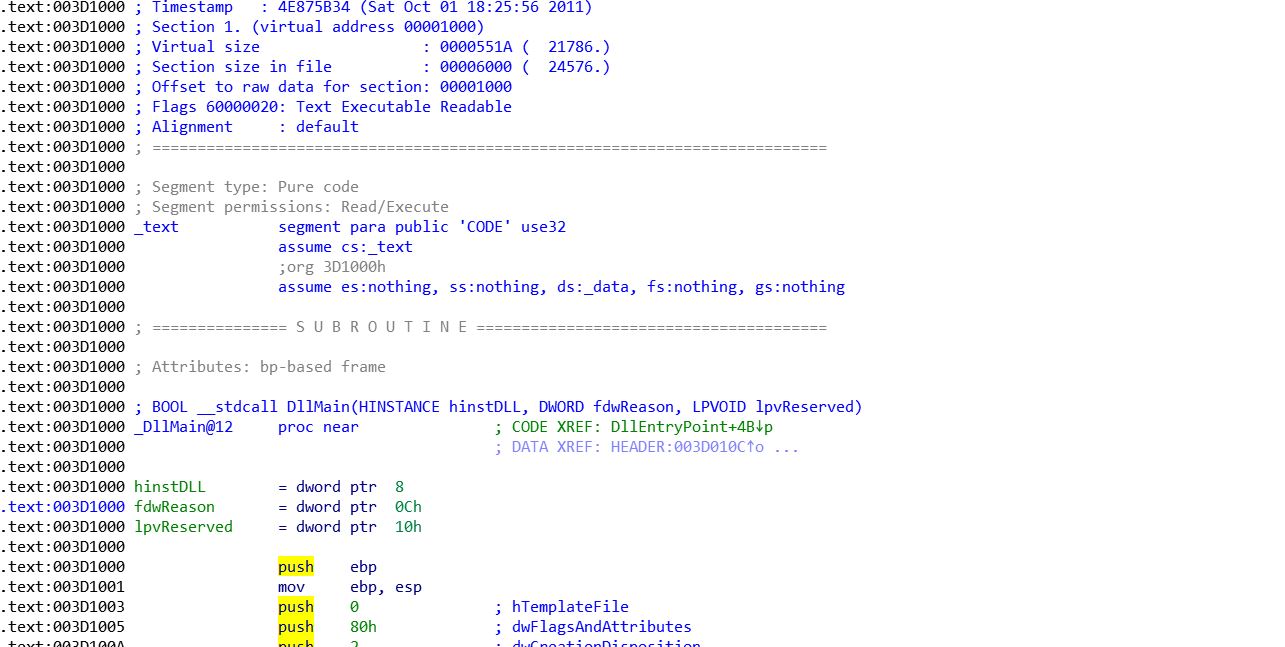 .text:003D1000 ; Timestamp   : 4E875B34 (Sat Oct 01 18:25:56 2011)
.text:003D1000 ; Section 1. (virtual address 00001000)
.text:003D1000 ; Virtual size                  : 0000551A (  21786.)
.text:003D1000 ; Section size in file          : 00006000 (  24576.)
.text:003D1000 ; Offset to raw data for section: 00001000
.text:003D1000 ; Flags 60000020: Text Executable Readable
.text:003D1000 ; Alignment     : default
.text:003D1000 ; ===========================================================================
.text:003D1000
.text:003D1000 ; Segment type: Pure code
.text:003D1000 ; Segment permissions: Read/Execute
.text:003D1000 _text           segment para public 'CODE' use32
.text:003D1000                 assume cs:_text
.text:003D1000                 ;org 3D1000h
.text:003D1000                 assume es:nothing, ss:nothing, ds:_data, fs:nothing, gs:nothing
.text:003D1000
.text:003D1000 ; =============== S U B R O U T I N E =======================================
.text:003D1000
.text:003D1000 ; Attributes: bp-based frame
.text:003D1000
.text:003D1000 ; BOOL __stdcall DllMain(HINSTANCE hinstDLL, DWORD fdwReason, LPVOID lpvReserved)
.text:003D1000 _DllMain@12     proc near               ; CODE XREF: DllEntryPoint+4B↓p
.text:003D1000                                         ; DATA XREF: HEADER:003D010C↑o ...
.text:003D1000
.text:003D1000 hinstDLL        = dword ptr  8
.text:003D1000 fdwReason       = dword ptr  0Ch
.text:003D1000 lpvReserved     = dword ptr  10h
.text:003D1000
.text:003D1000                 push    ebp
.text:003D1001                 mov     ebp, esp
.text:003D1003                 push    0               ; hTemplateFile
.text:003D1005                 push    80h             ; dwFlagsAndAttributes
.text:003D100A                 push    2               ; dwCreationDisposition